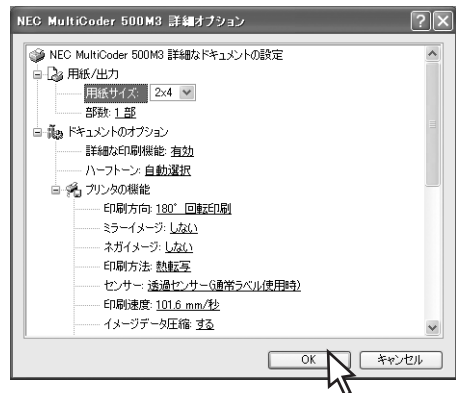 NEC MultiCoder 500M3 詳細オプション
NEC MultiCoder 500M3 詳細なドキュメントの設定
用紙/出力
用紙サイズ: 2x4
部数: 1 部
ドキュメントのオプション
詳細な印刷機能: 有効
ハーフトーン: 自動選択
プリンタの機能
印刷方向: 180° 回転印刷
ミラーイメージ: しない
ネガイメージ: しない
印刷方法: 熱転写
センサー: 透過センサー(通常ラベル使用時)
印刷速度: 101.6 mm/秒
イメージデータ圧縮: する
OK キャンセル